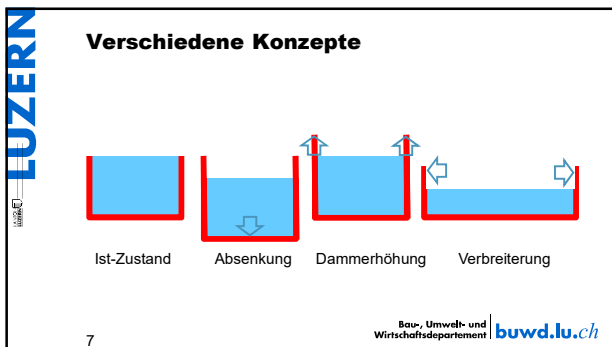 LUZERN
Verschiedene Konzepte
Ist-Zustand Absenkung Dammerhöhung Verbreiterung
7
Bau-, Umwelt- und
Wirtschaftsdepartement
buwd.lu.ch